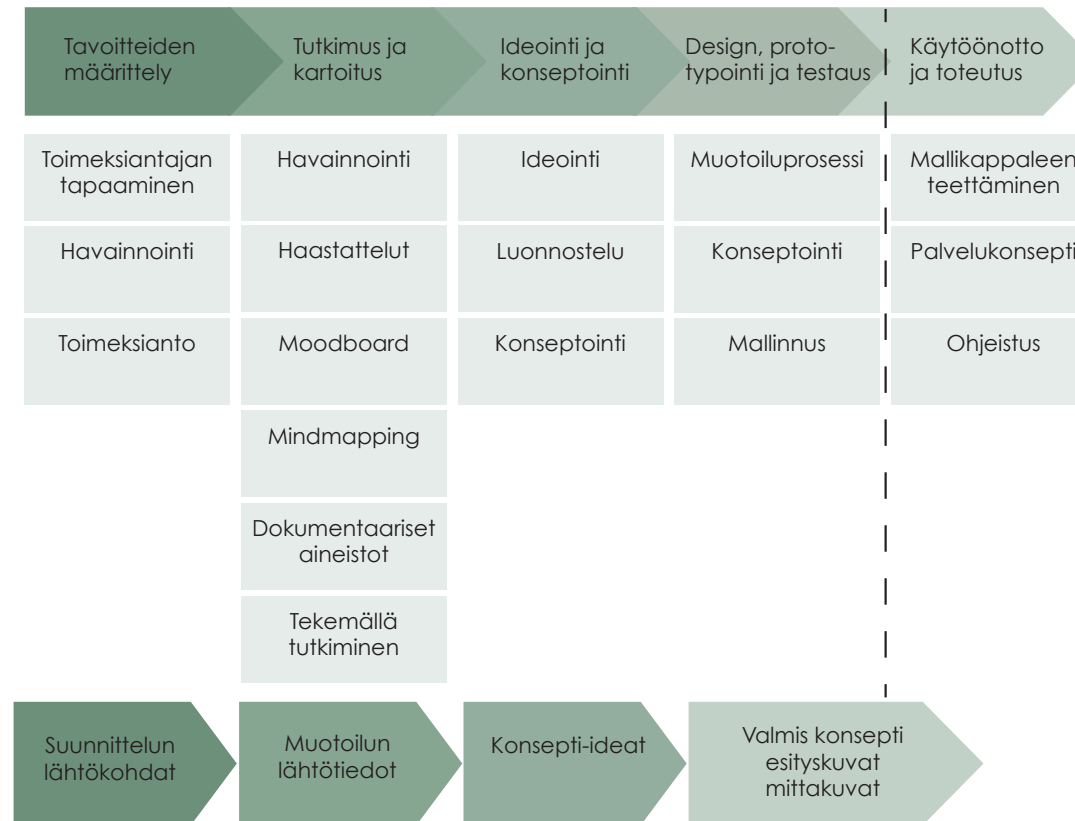 Tavoitteiden
määrittely
Tutkimus ja
kartoitus
Ideointi ja
konseptointi
Design, proto-
typointi ja testaus
Käytöönotto
ja toteutus
Toimeksiantajan
tapaaminen
Havainnointi
Ideointi
Muotoiluprosessi
Mallikappaleen
teettäminen
Havainnointi
Haastattelut
Luonnostelu
Konseptointi
Palvelukonsepti
Toimeksianto
Moodboard
Konseptointi
Mallinnus
Ohjeistus
Mindmapping
Dokumentaariset
aineistot
Tekemällä
tutkiminen
Suunnittelun
lähtökohdat
Muotoilun
lähtötiedot
Konsepti-ideat
Valmis konsepti
esityskuvat
mittakuvat